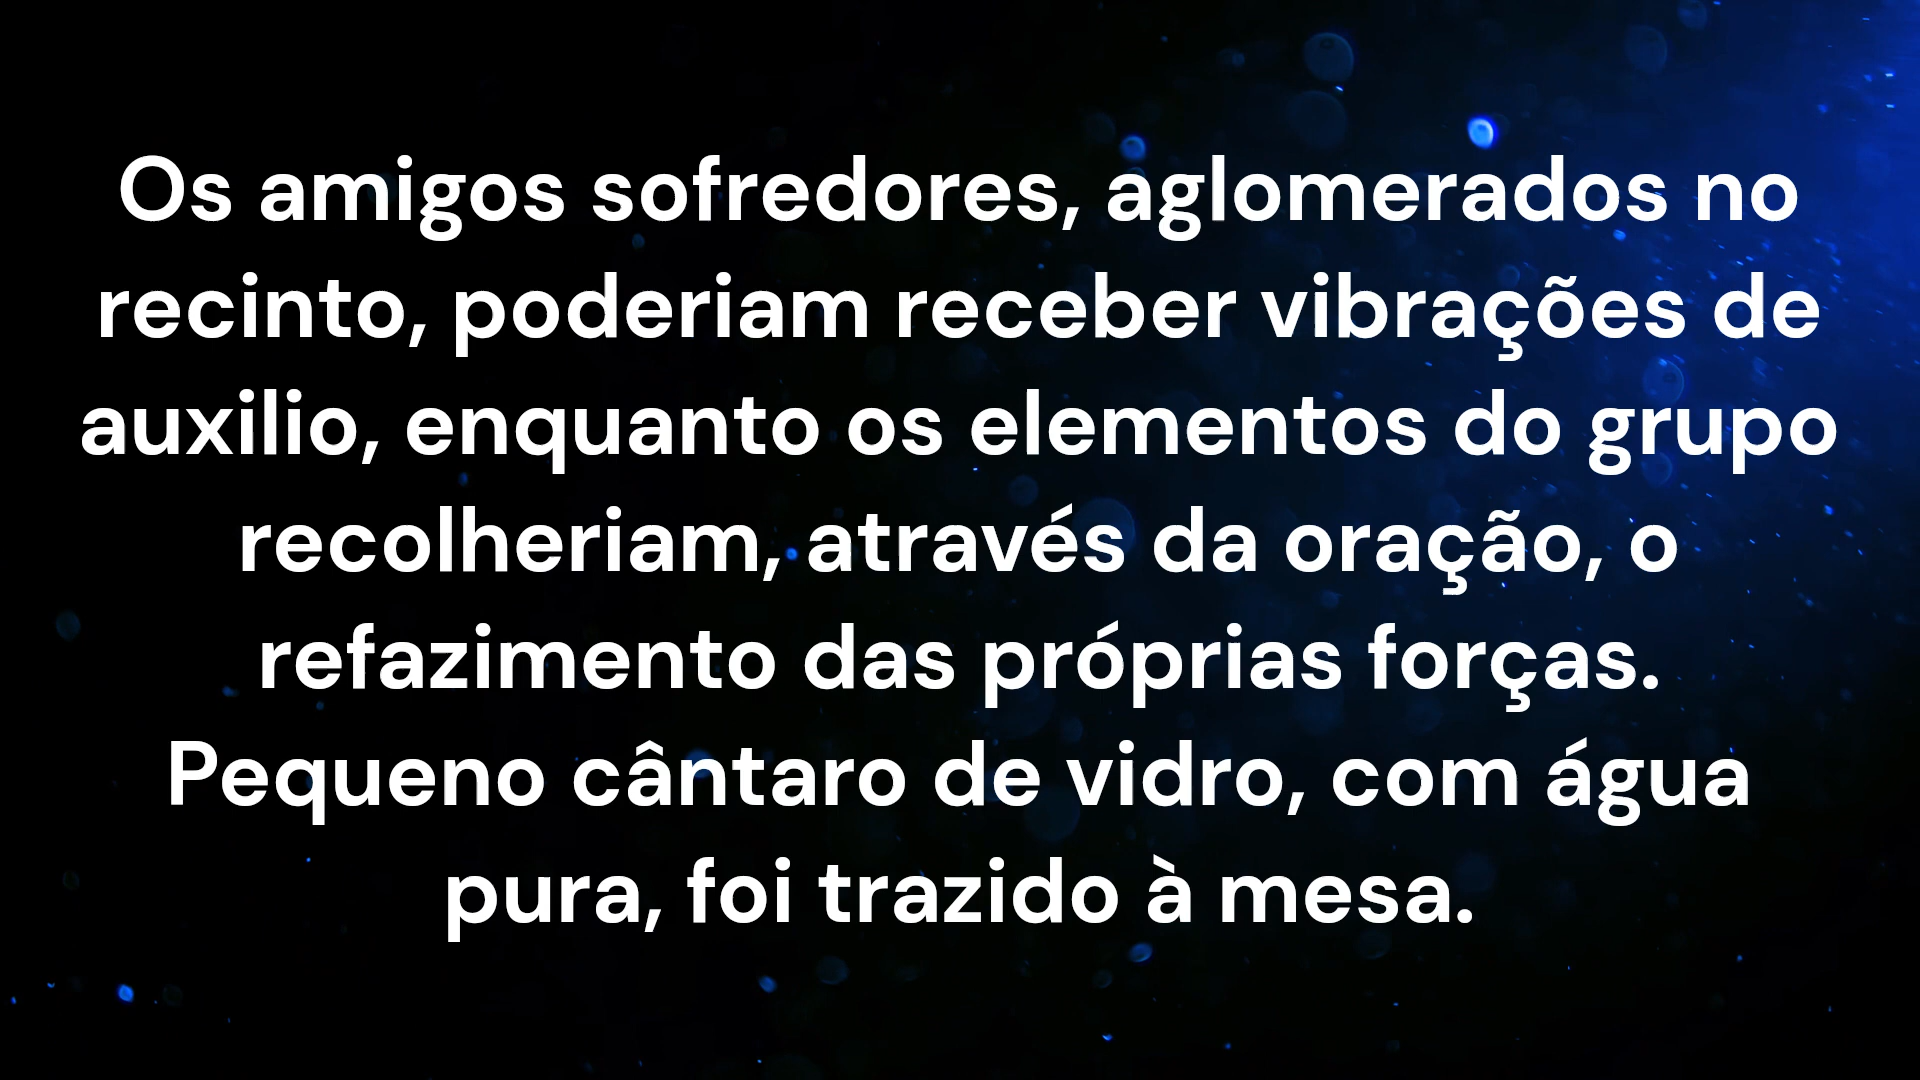 Os amigos sofredores, aglomerados no
recinto, poderiam receber vibrações de
auxilio, enquanto os elementos do grupo
recolheriam, através da oração, o
refazimento das próprias forças.
Pequeno cântaro de vidro, com água
pura, foi trazido à mesa.